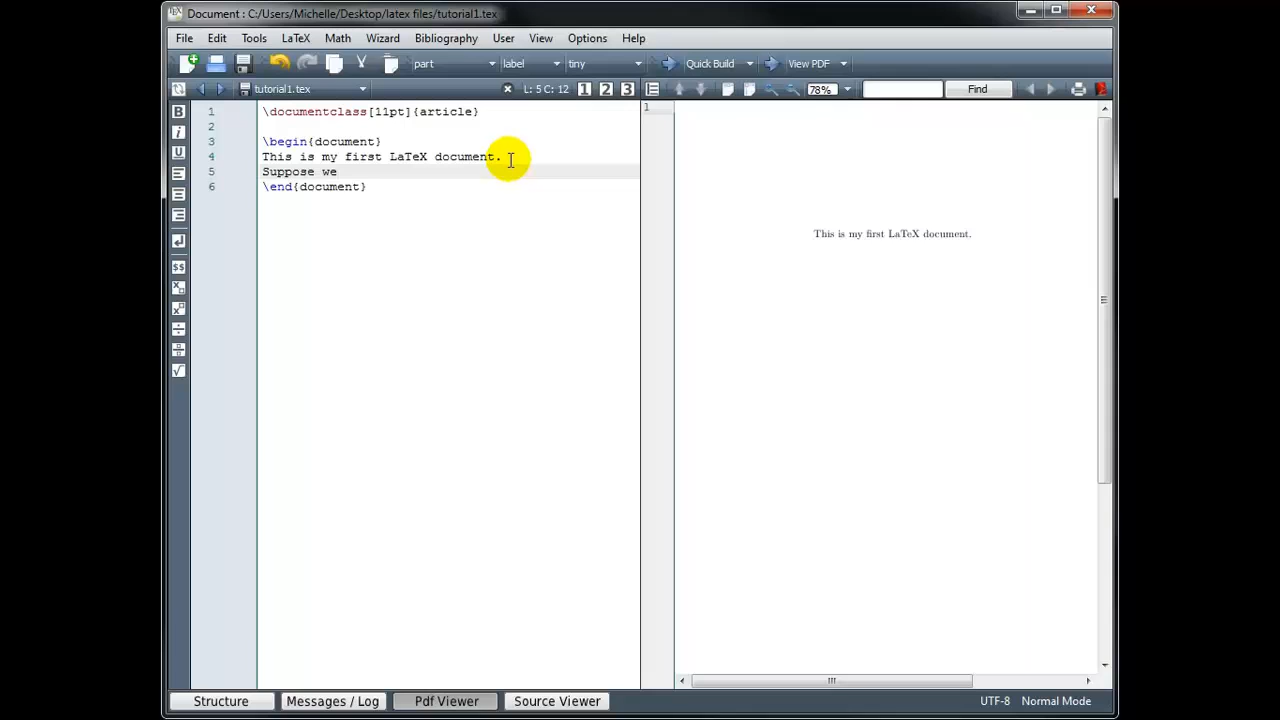 Document : C:/Users/Michelle/Desktop/latex files/tutorial1.tex
File Edit Tools LaTeX Math Wizard Bibliography User View Options Help
part label tiny Quick Build View PDF
tutorial1.tex L: 5 C: 12 1 2 3 78% Find
1 \documentclass[11pt]{article}
2
3 \begin{document}
4 This is my first LaTeX document.
5 Suppose we
6 \end{document}
1
This is my first LaTeX document.
Structure Messages / Log Pdf Viewer Source Viewer UTF-8 Normal Mode